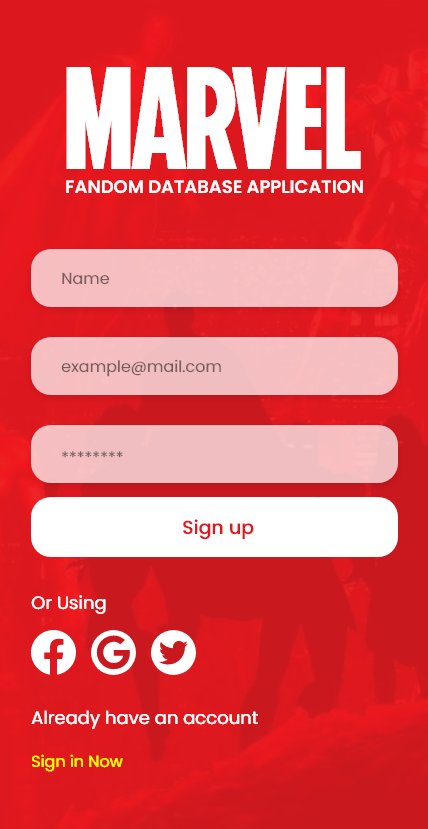 MARVEL
FANDOM DATABASE APPLICATION
Name
example@mail.com
********
Sign up
Or Using
Already have an account
Sign in Now